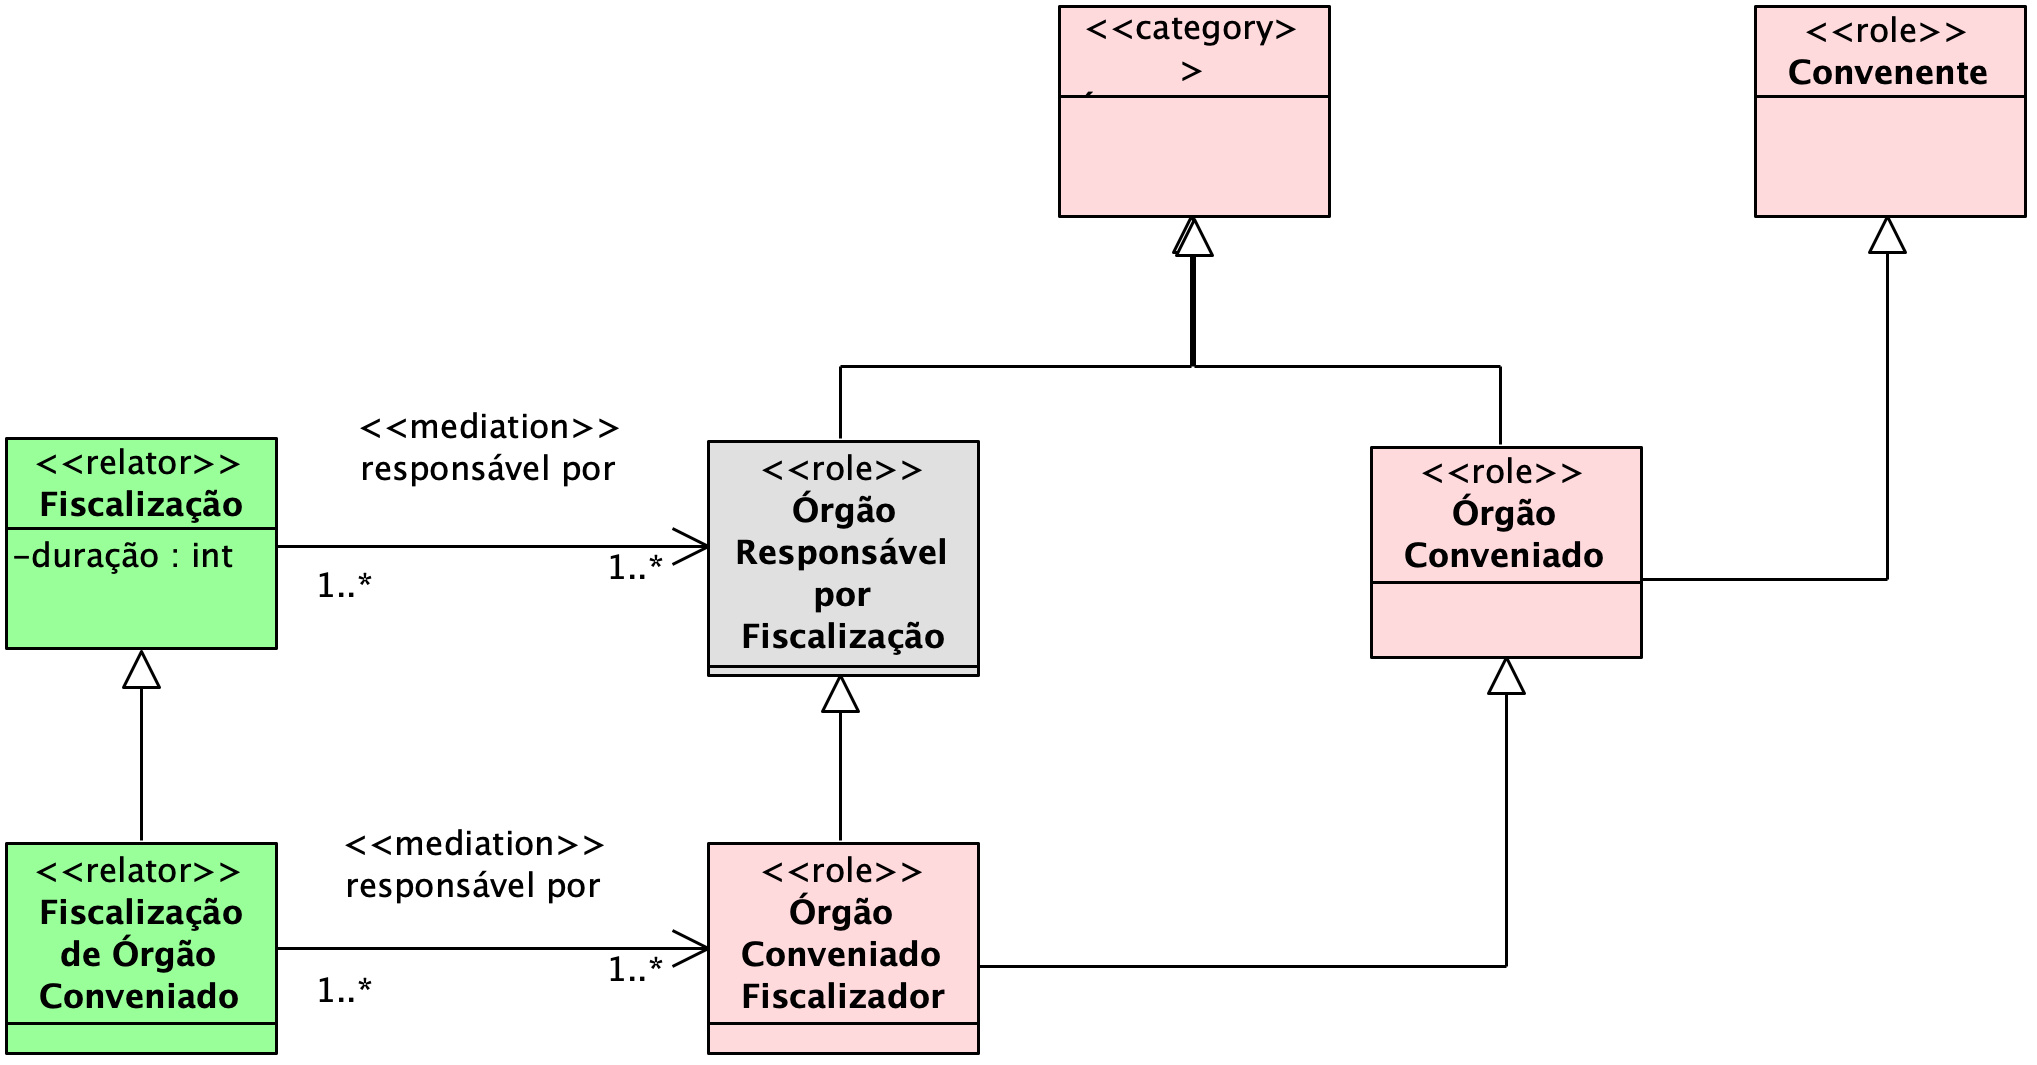 <<category>
>
<<role>>
Convenente
<<mediation>>
responsável por
<<relator>>
Fiscalização
-duração : int
1..*
1..*
<<role>>
Órgão
Responsável
por
Fiscalização
<<role>>
Órgão
Conveniado
<<mediation>>
responsável por
<<relator>>
Fiscalização
de Órgão
Conveniado
1..*
1..*
<<role>>
Órgão
Conveniado
Fiscalizador